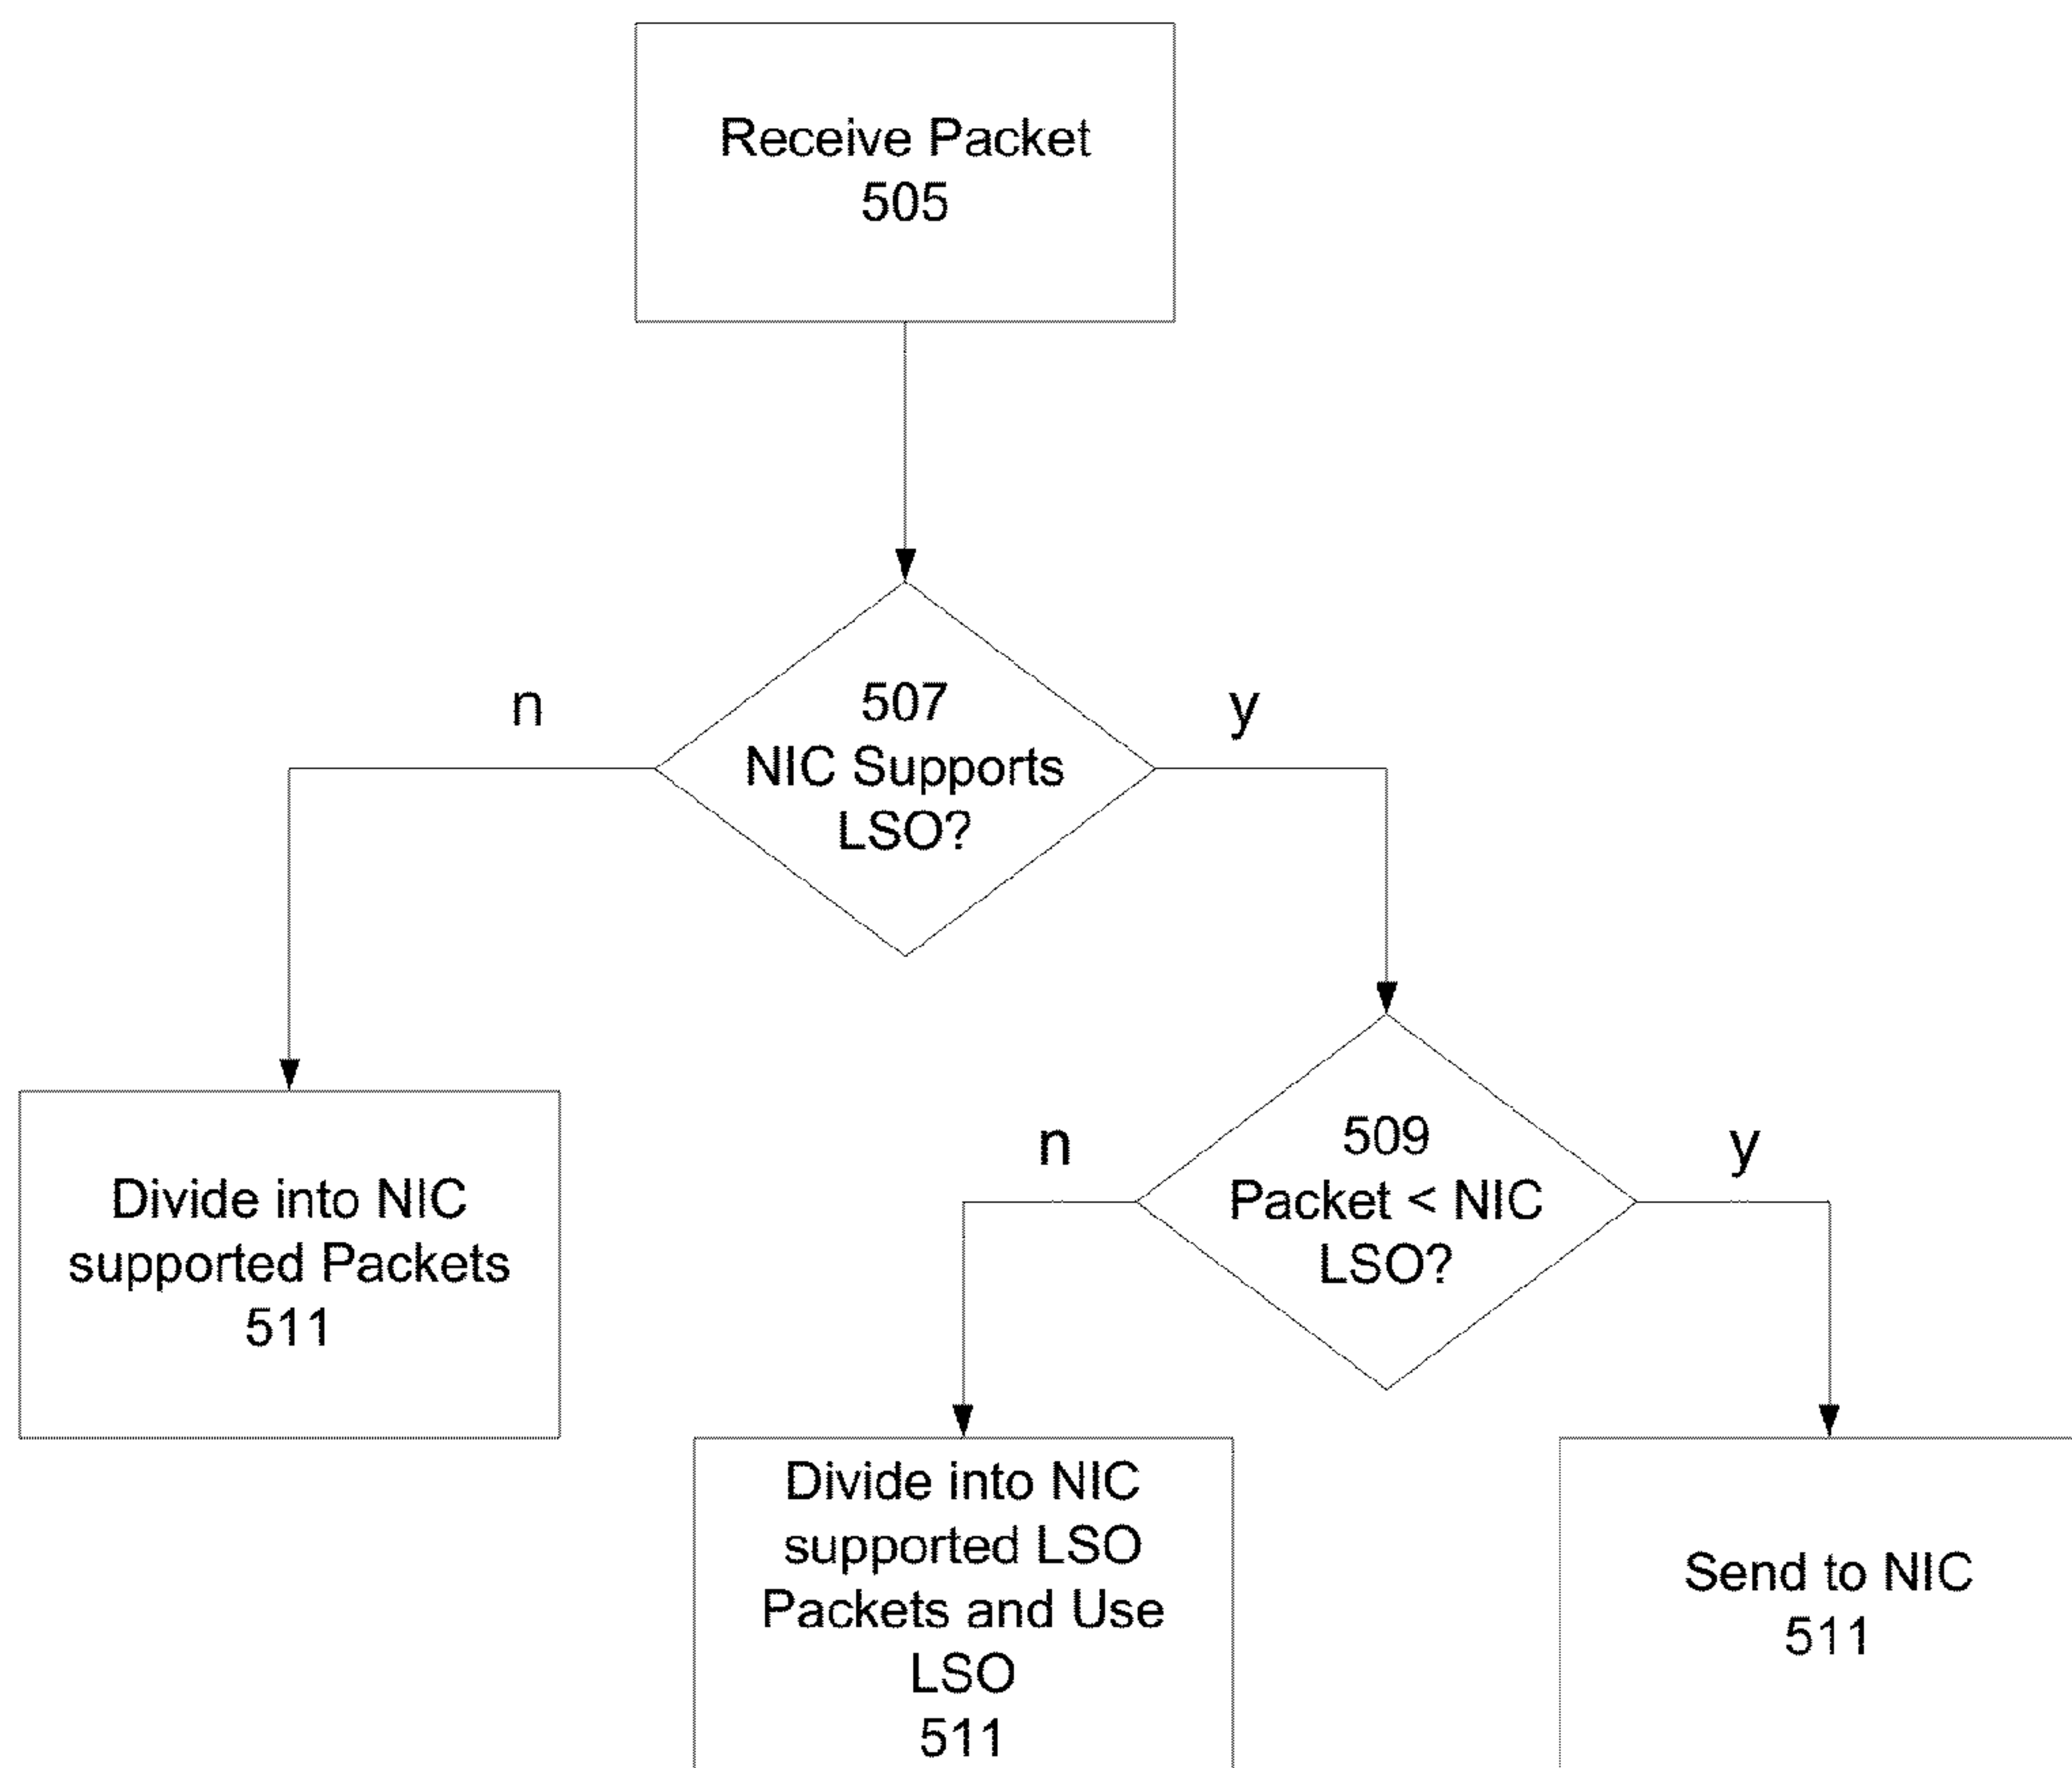 Receive Packet
505
n
507
NIC Supports
LSO?
y
Divide into NIC
supported Packets
511
n
509
Packet < NIC
LSO?
y
Divide into NIC
supported LSO
Packets and Use
LSO
511
Send to NIC
511